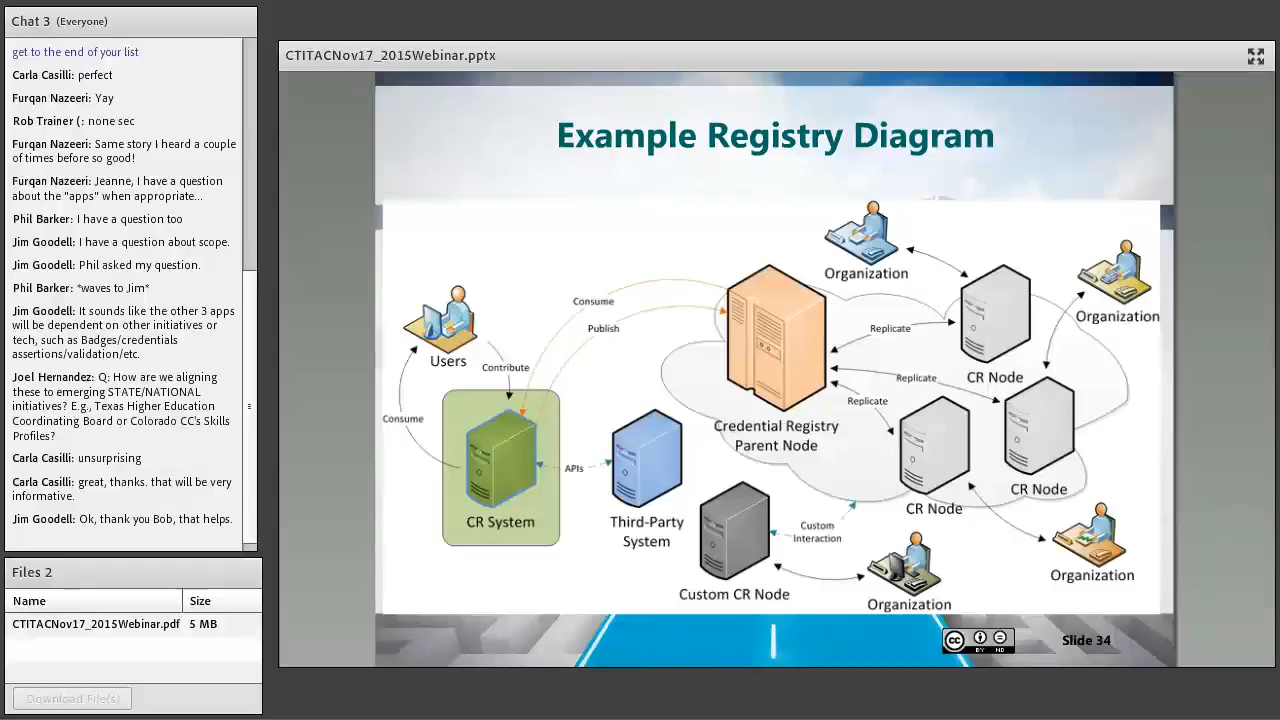 Chat 3 (Everyone)
get to the end of your list
Carla Casilli: perfect
Furqan Nazeeri: Yay
Rob Trainer (: none sec
Furqan Nazeeri: Same story I heard a couple
of times before so good!
Furqan Nazeeri: Jeanne, I have a question
about the "apps" when appropriate...
Phil Barker: I have a question too
Jim Goodell: I have a question about scope.
Jim Goodell: Phil asked my question.
Phil Barker: *waves to Jim*
Jim Goodell: It sounds like the other 3 apps
will be dependent on other initiatives or
tech, such as Badges/credentials
assertions/validation/etc.
Joel Hernandez: Q: How are we aligning
these to emerging STATE/NATIONAL
initiatives? E.g., Texas Higher Education
Coordinating Board or Colorado CC's Skills
Profiles?
Carla Casilli: unsurprising
Carla Casilli: great, thanks. that will be very
informative.
Jim Goodell: Ok, thank you Bob, that helps.
Files 2
Name Size
CTITACNov17_2015Webinar.pdf 5 MB
Download File(s)
CTITACNov17_2015Webinar.pptx
Example Registry Diagram
Organization
Organization
Consume
Publish
Replicate
Users
Contribute
CR Node
Replicate
Replicate
Consume
Credential Registry
Parent Node
APIs
CR Node
CR Node
CR System
Third-Party
System
Custom
Interaction
Organization
Custom CR Node
Organization
cc
BY ND
Slide 34